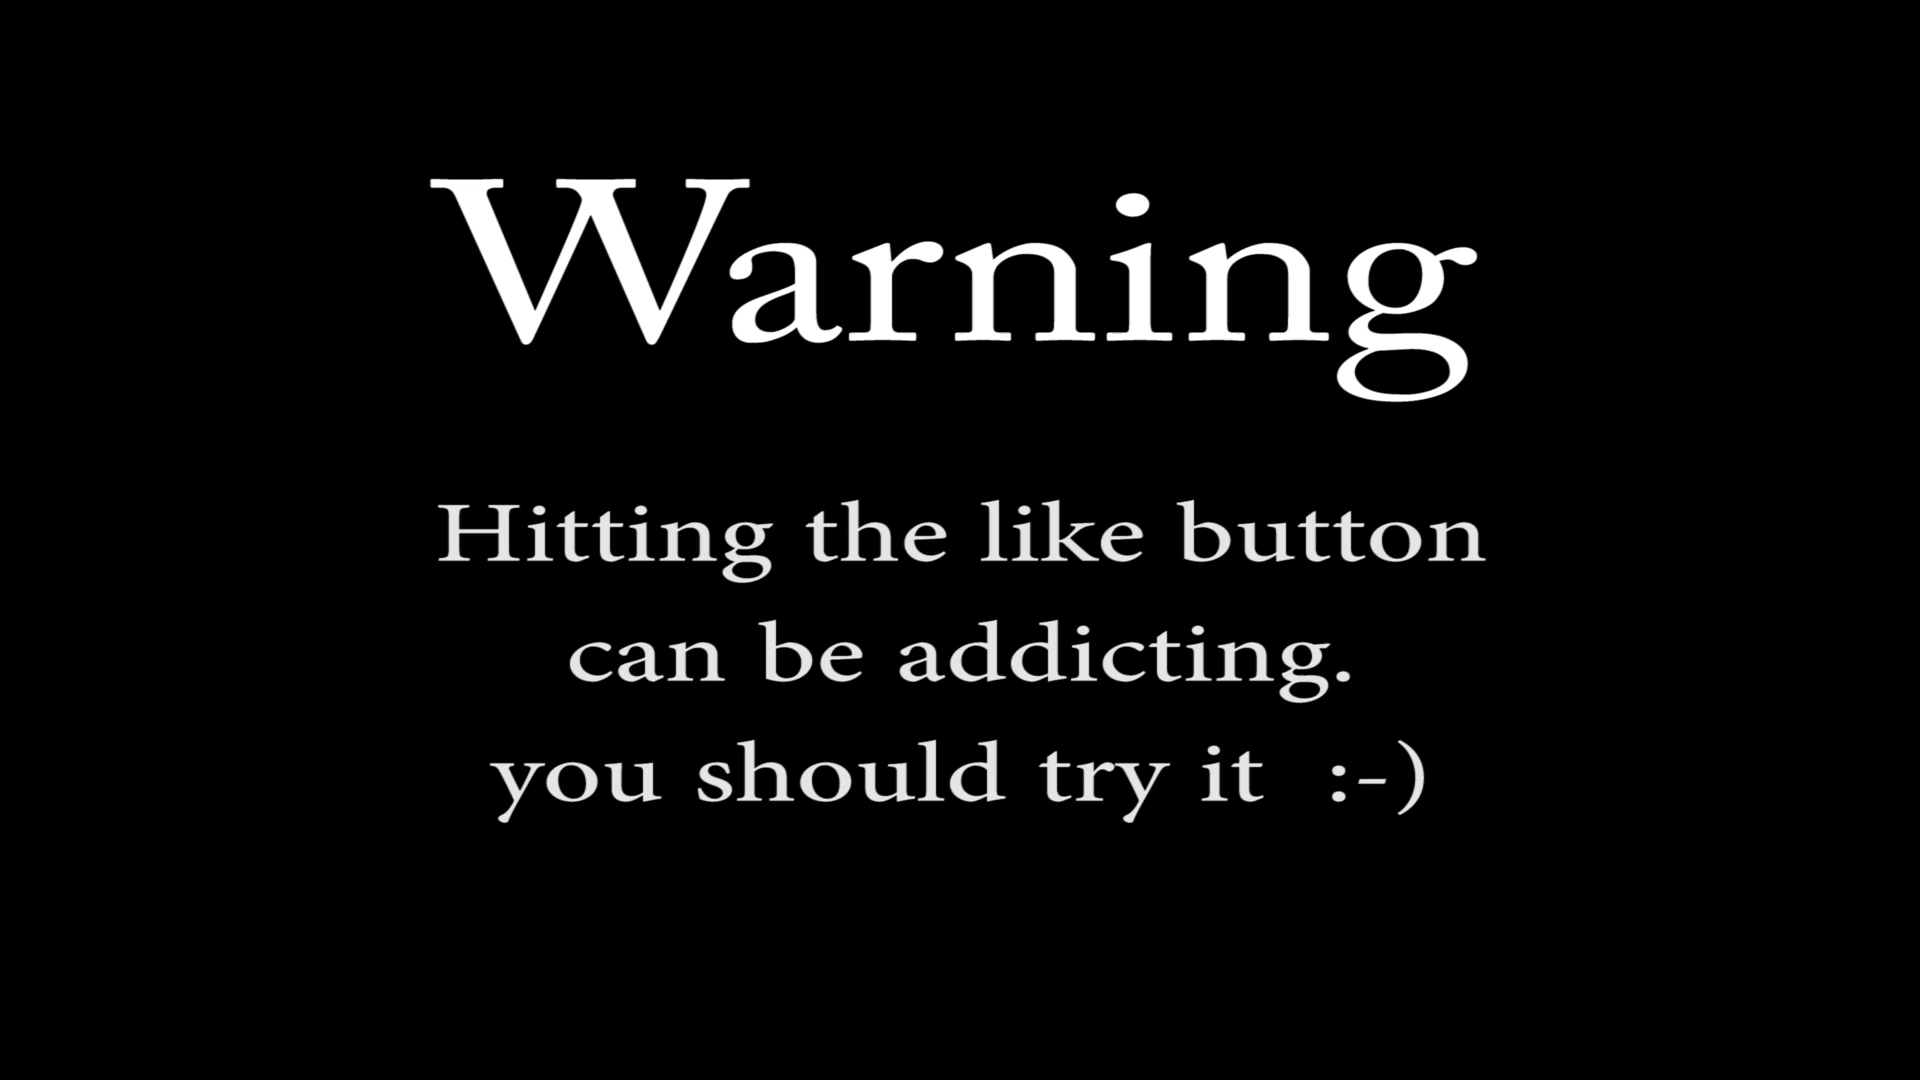 Warning
Hitting the like button
can be addicting.
you should try it  :-)